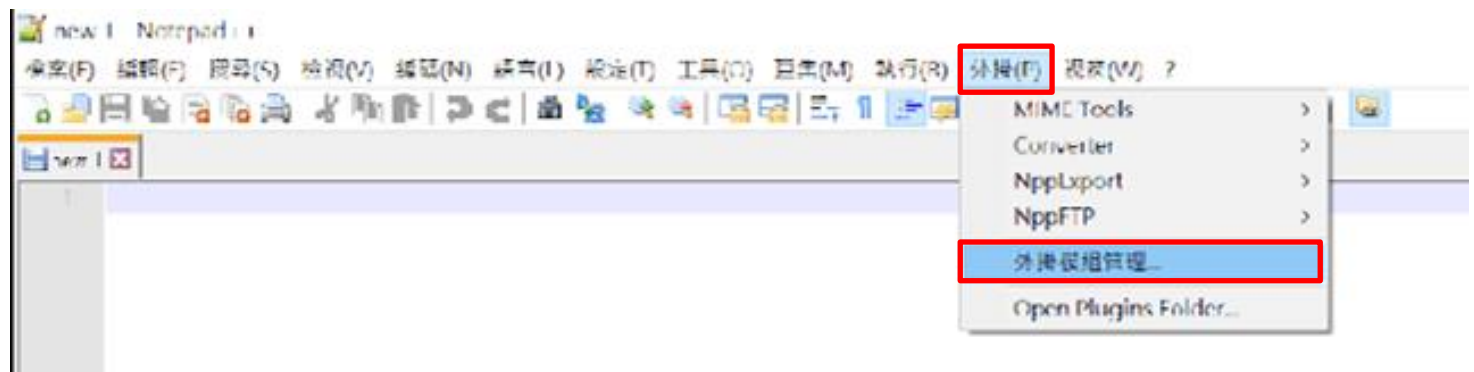 new 1 Notepad++
檔案(F) 編輯(E) 搜尋(S) 檢視(V) 編碼(N) 語言(L) 設定(T) 工具(O) 巨集(M) 執行(R) 外掛(P) 視窗(W) ?
new 1
1
MIME Tools
Converter
NppExport
NppFTP
外掛模組管理...
Open Plugins Folder...